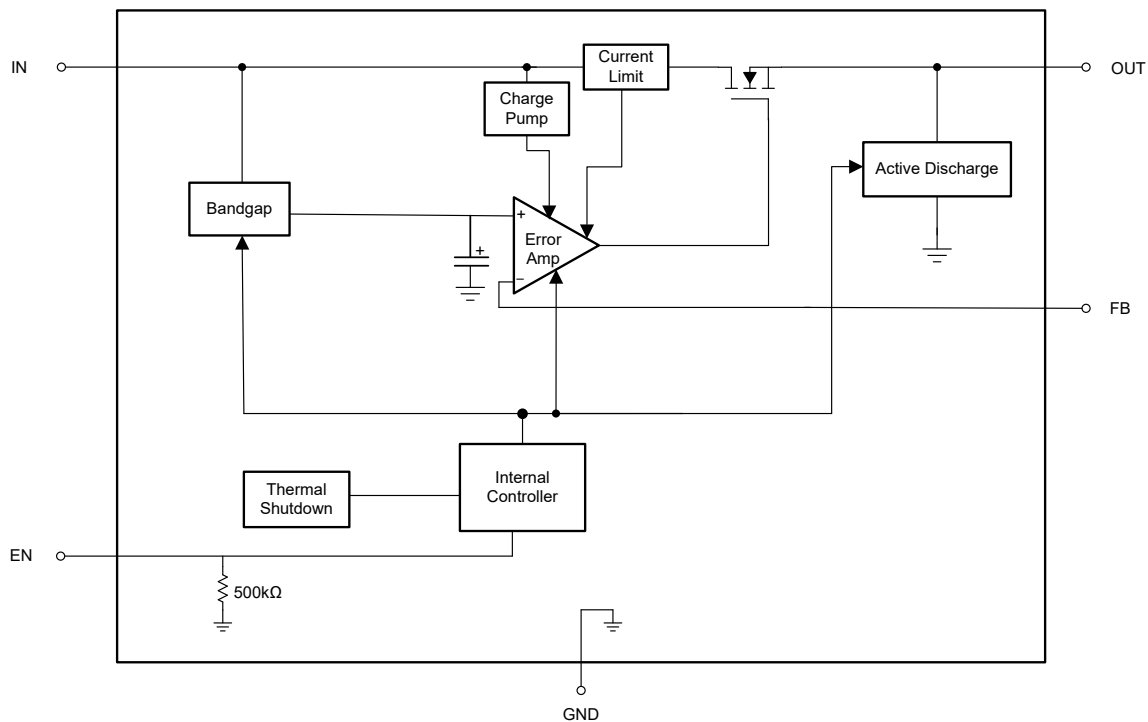 IN
Current
Limit
OUT
Charge
Pump
Active Discharge
Bandgap
+
Error
Amp
+
–
FB
Internal
Controller
Thermal
Shutdown
EN
500kΩ
GND